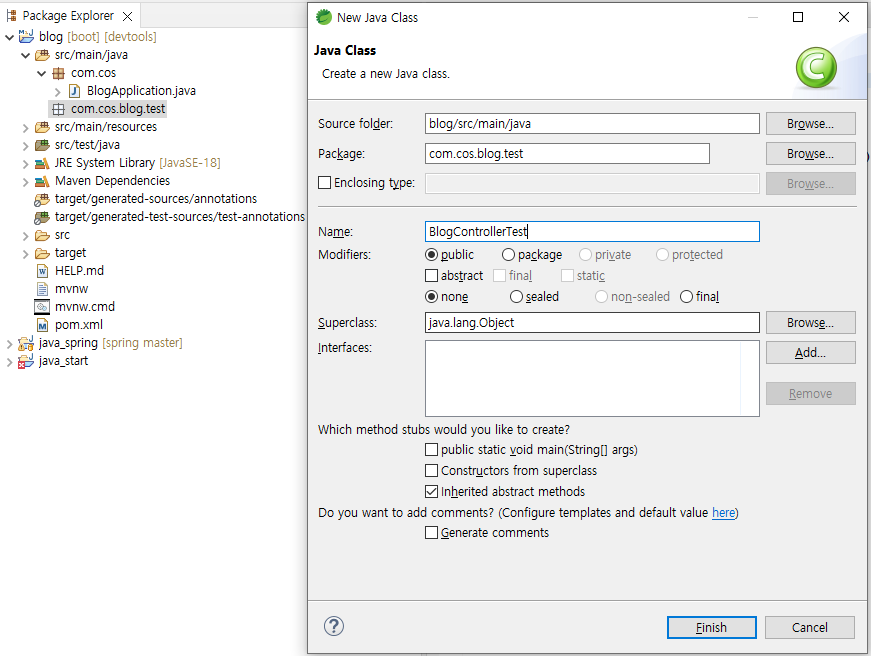 Package Explorer
blog [boot] [devtools]
src/main/java
com.cos
BlogApplication.java
com.cos.blog.test
src/main/resources
src/test/java
JRE System Library [JavaSE-18]
Maven Dependencies
target/generated-sources/annotations
target/generated-test-sources/test-annotations
src
target
HELP.md
mvnw
mvnw.cmd
pom.xml
java_spring [spring master]
java_start
New Java Class
Java Class
Create a new Java class.
Source folder: blog/src/main/java Browse...
Package: com.cos.blog.test Browse...
Enclosing type: Browse...
Name: BlogControllerTest
Modifiers: public package private protected
abstract final static
none sealed non-sealed final
Superclass: java.lang.Object Browse...
Interfaces: Add...
Remove
Which method stubs would you like to create?
public static void main(String[] args)
Constructors from superclass
Inherited abstract methods
Do you want to add comments? (Configure templates and default value here)
Generate comments
? Finish Cancel